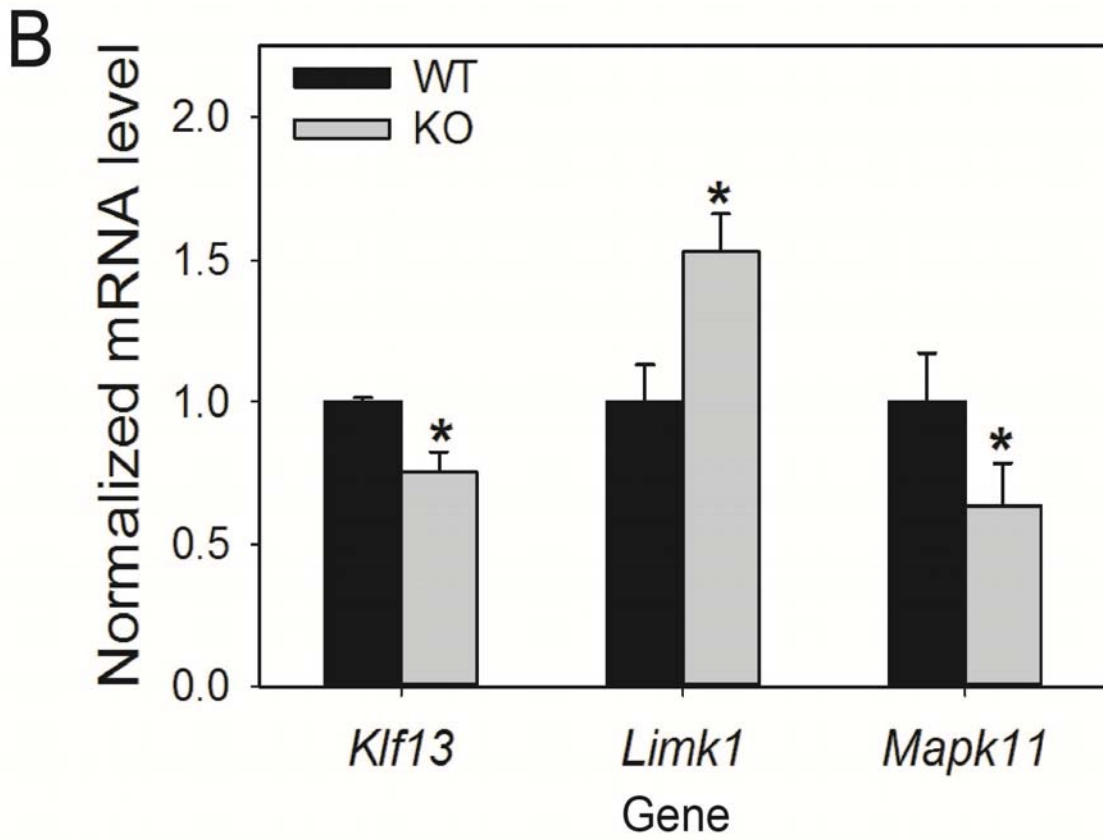 B
Normalized mRNA level
WT
KO
2.0
1.5
1.0
0.5
0.0
*
*
*
Klf13 Limk1 Mapk11
Gene